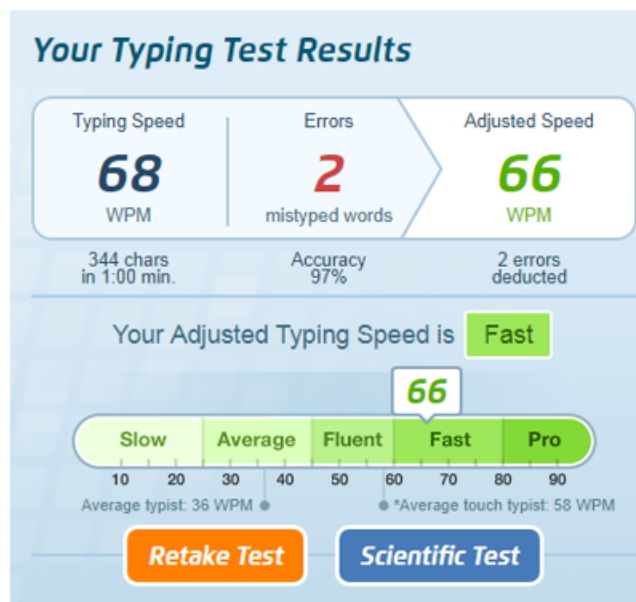 Your Typing Test Results
Typing Speed Errors Adjusted Speed
68 2 66
WPM mistyped words WPM
344 chars Accuracy 2 errors
in 1:00 min. 97% deducted
Your Adjusted Typing Speed is Fast
66
Slow Average Fluent Fast Pro
10 20 30 40 50 60 70 80 90
Average typist: 36 WPM *Average touch typist: 58 WPM
Retake Test Scientific Test